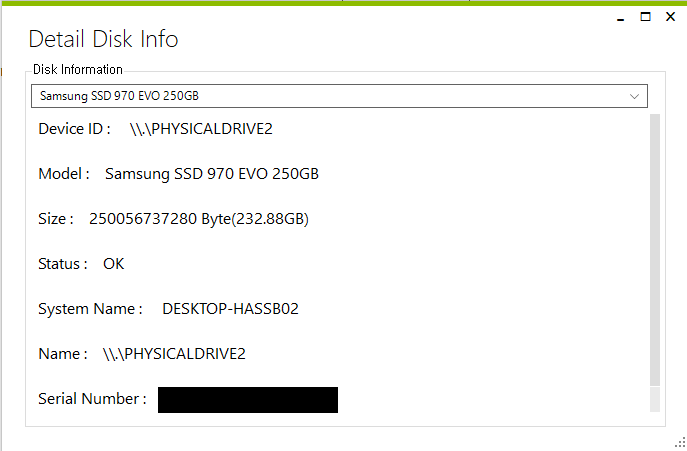 Detail Disk Info
Disk Information
Samsung SSD 970 EVO 250GB
Device ID : \\.\PHYSICALDRIVE2
Model : Samsung SSD 970 EVO 250GB
Size : 250056737280 Byte(232.88GB)
Status : OK
System Name : DESKTOP-HASSB02
Name : \\.\PHYSICALDRIVE2
Serial Number :